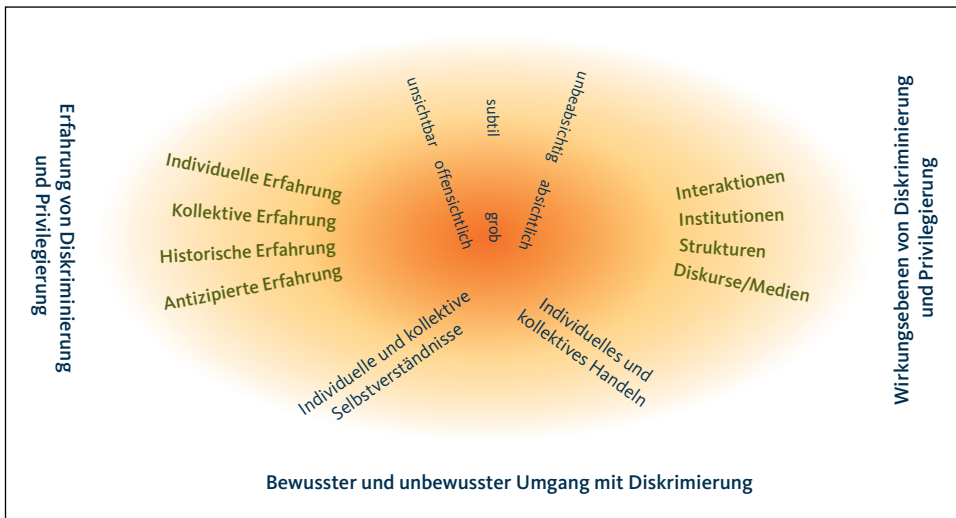 Erfahrung von Diskriminierung
und Privilegierung
Individuelle Erfahrung
Kollektive Erfahrung
Historische Erfahrung
Antizipierte Erfahrung
unsichtbar
offensichtlich
subtil
grob
unbeabsichtig
absichtlich
Interaktionen
Institutionen
Strukturen
Diskurse/Medien
Wirkungsebenen von Diskriminierung
und Privilegierung
Individuelle und kollektive
Selbstverständnisse
Individuelles und
kollektives Handeln
Bewusster und unbewusster Umgang mit Diskrimierung